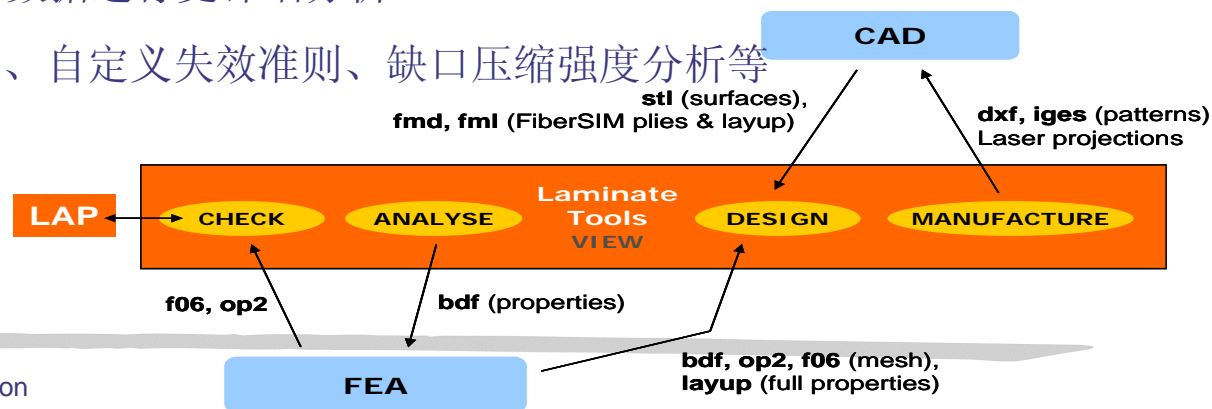 、自定义失效准则、缺口压缩强度分析等
CAD
stl (surfaces),
fmd, fml (FiberSIM plies & layup)
dxf, iges (patterns)
Laser projections
LAP
CHECK
ANALYSE
Laminate
Tools
VIEW
DESIGN
MANUFACTURE
f06, op2
bdf (properties)
bdf, op2, f06 (mesh),
layup (full properties)
FEA
on